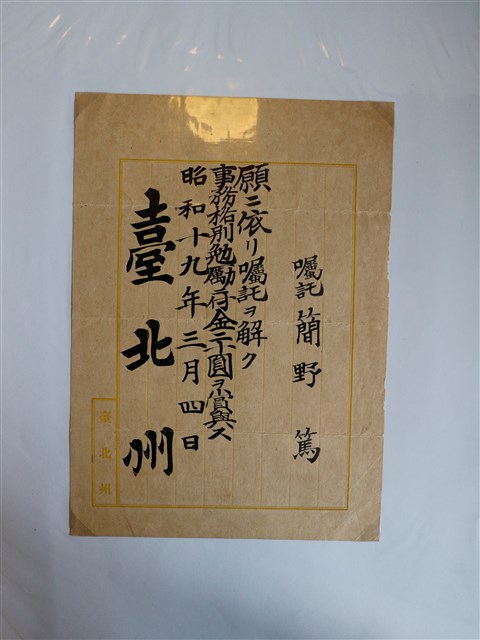 囑託 簡野 篤
願ニ依リ囑託ヲ解ク
事務格別勉勵ニ付金二十圓ヲ賞與ス
昭和十九年三月四日
臺北州
臺北州